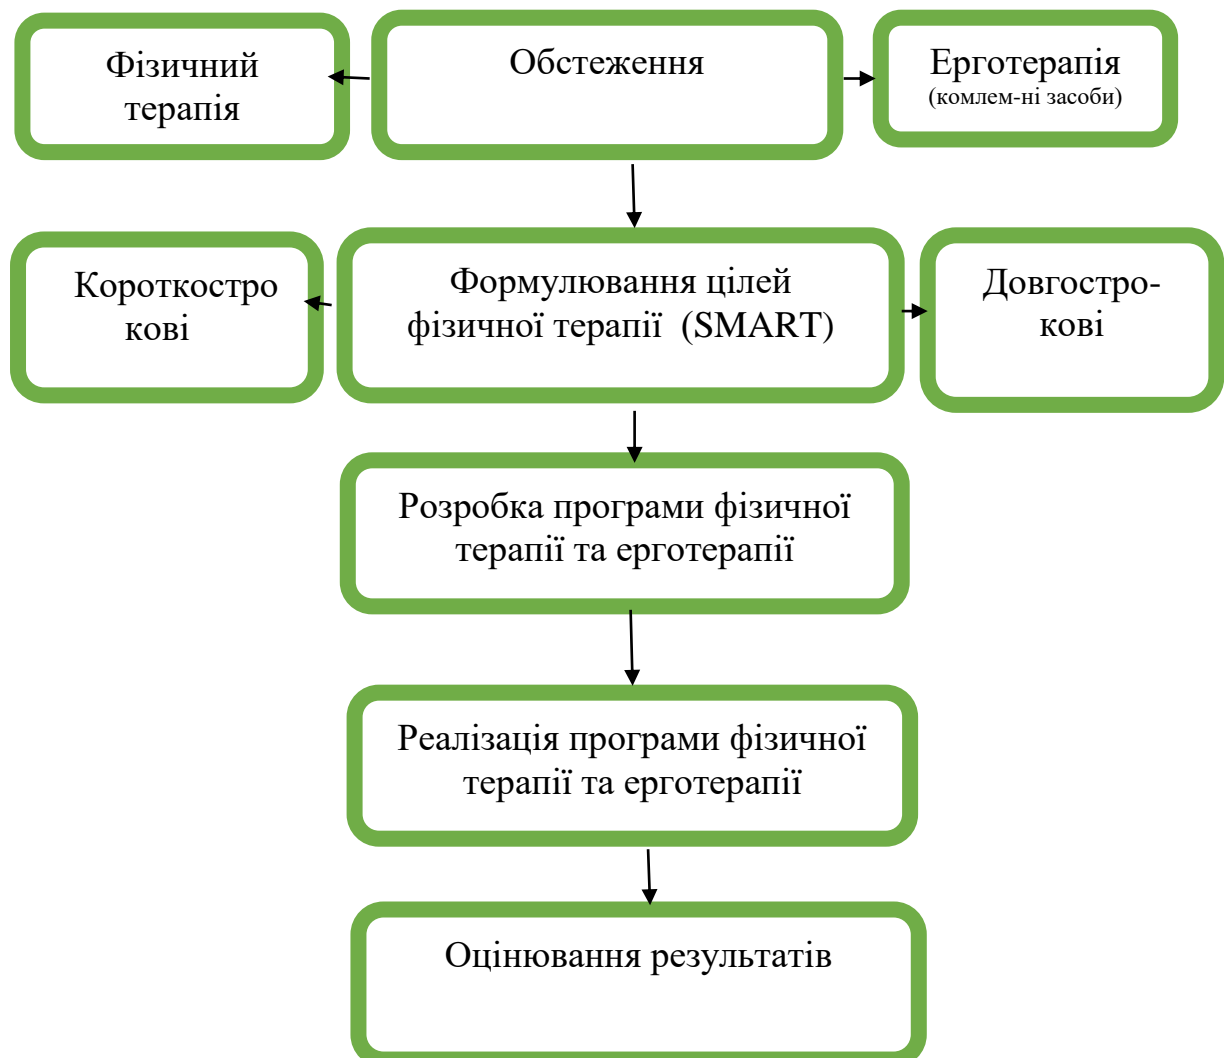 Фізичний
терапія
Обстеження
Ерготерапія
(комлем-ні засоби)
Короткостро
кові
Формулювання цілей
фізичної терапії (SMART)
Довгостро-
кові
Розробка програми фізичної
терапії та ерготерапії
Реалізація програми фізичної
терапії та ерготерапії
Оцінювання результатів